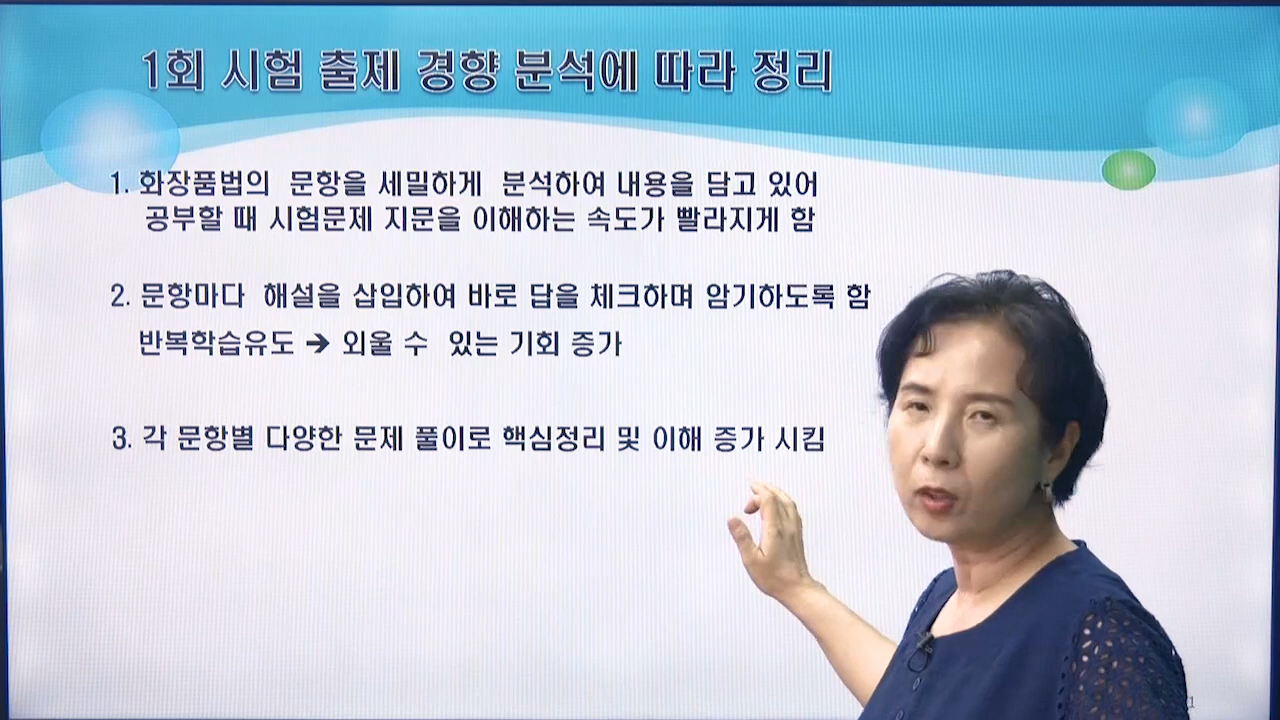 1회 시험 출제 경향 분석에 따라 정리
1. 화장품법의 문항을 세밀하게 분석하여 내용을 담고 있어
공부할 때 시험문제 지문을 이해하는 속도가 빨라지게 함
2. 문항마다 해설을 삽입하여 바로 답을 체크하며 암기하도록 함
반복학습유도 → 외울 수 있는 기회 증가
3. 각 문항별 다양한 문제 풀이로 핵심정리 및 이해 증가 시킴